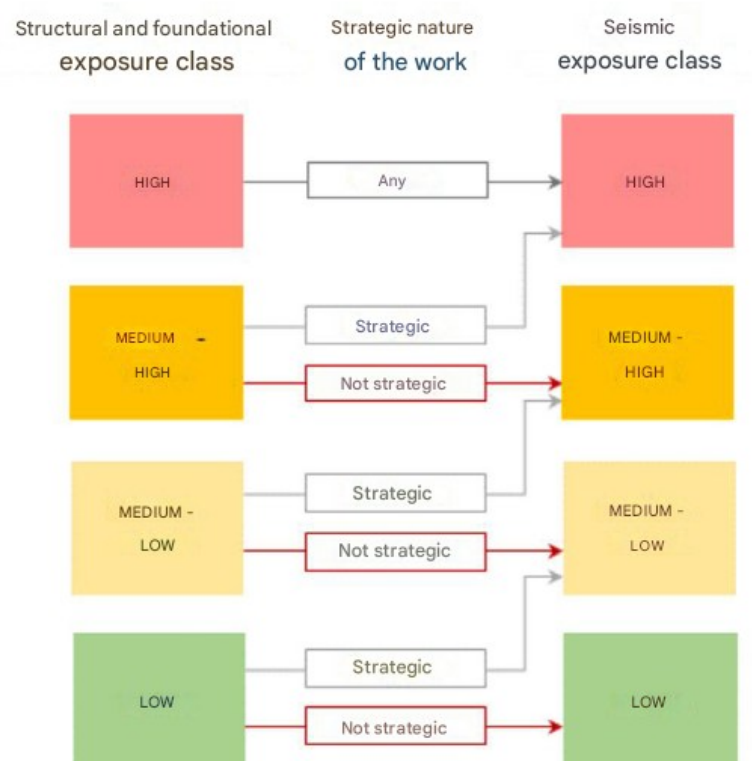 Structural and foundational
exposure class
Strategic nature
of the work
Seismic
exposure class
HIGH
Any
HIGH
MEDIUM -
HIGH
Strategic
Not strategic
MEDIUM -
HIGH
MEDIUM -
LOW
Strategic
Not strategic
MEDIUM -
LOW
LOW
Strategic
Not strategic
LOW